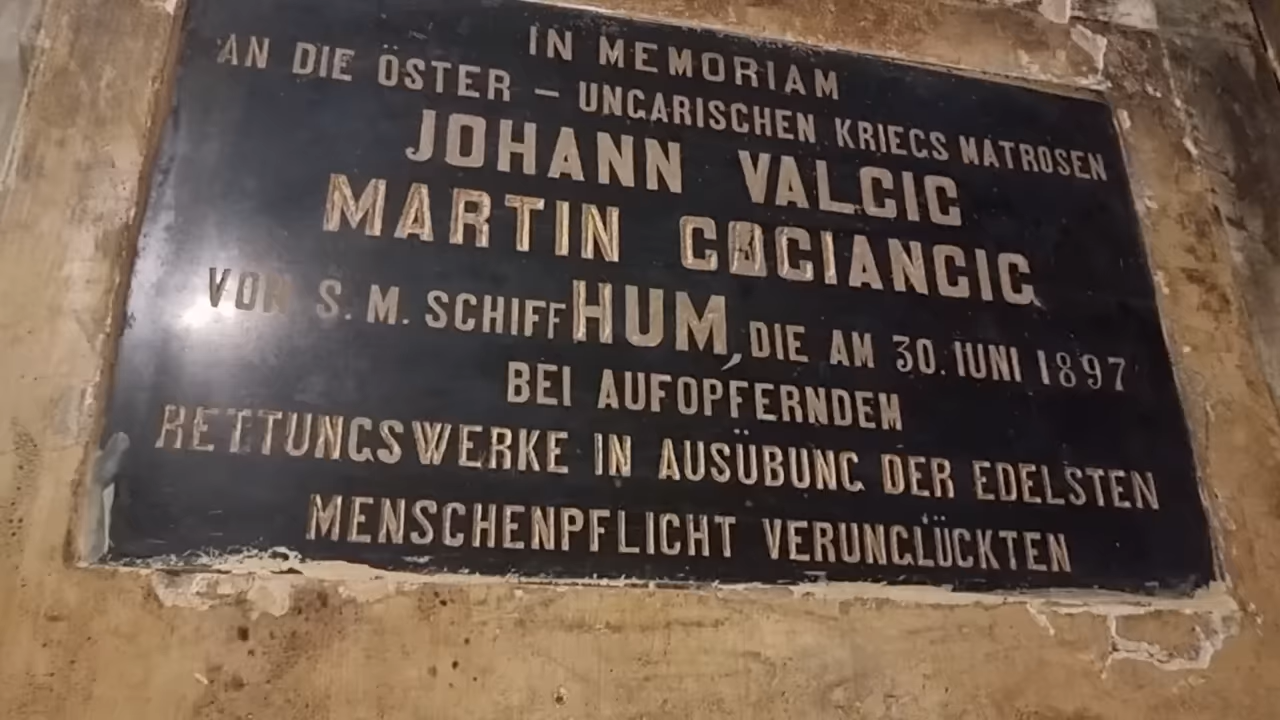 IN MEMORIAM
AN DIE ÖSTER – UNGARISCHEN KRIEGS MATROSEN
JOHANN VALCIC
MARTIN COCIANCIC
VON S. M. SCHIFF HUM, DIE AM 30. IUNI 1897
BEI AUFOPFERNDEM
RETTUNGSWERKE IN AUSÜBUNG DER EDELSTEN
MENSCHENPFLICHT VERUNGLÜCKTEN